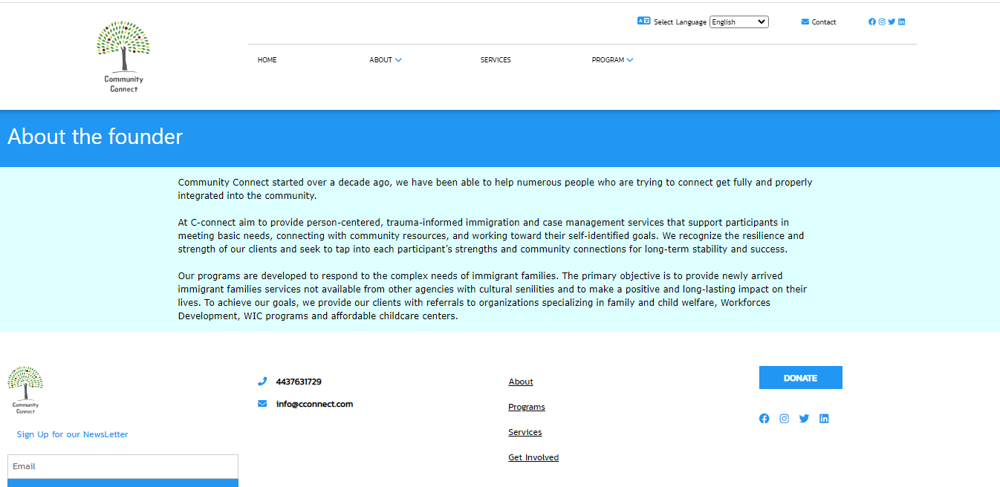 Select Language English
Contact
Community
Connect
HOME
ABOUT
SERVICES
PROGRAM
About the founder
Community Connect started over a decade ago, we have been able to help numerous people who are trying to connect get fully and properly
integrated into the community.
At C-connect aim to provide person-centered, trauma-informed immigration and case management services that support participants in
meeting basic needs, connecting with community resources, and working toward their self-identified goals. We recognize the resilience and
strength of our clients and seek to tap into each participant’s strengths and community connections for long-term stability and success.
Our programs are developed to respond to the complex needs of immigrant families. The primary objective is to provide newly arrived
immigrant families services not available from other agencies with cultural senilities and to make a positive and long-lasting impact on their
lives. To achieve our goals, we provide our clients with referrals to organizations specializing in family and child welfare, Workforces
Development, WIC programs and affordable childcare centers.
Community
Connect
Sign Up for our NewsLetter
Email
4437631729
info@cconnect.com
About
Programs
Services
Get Involved
DONATE